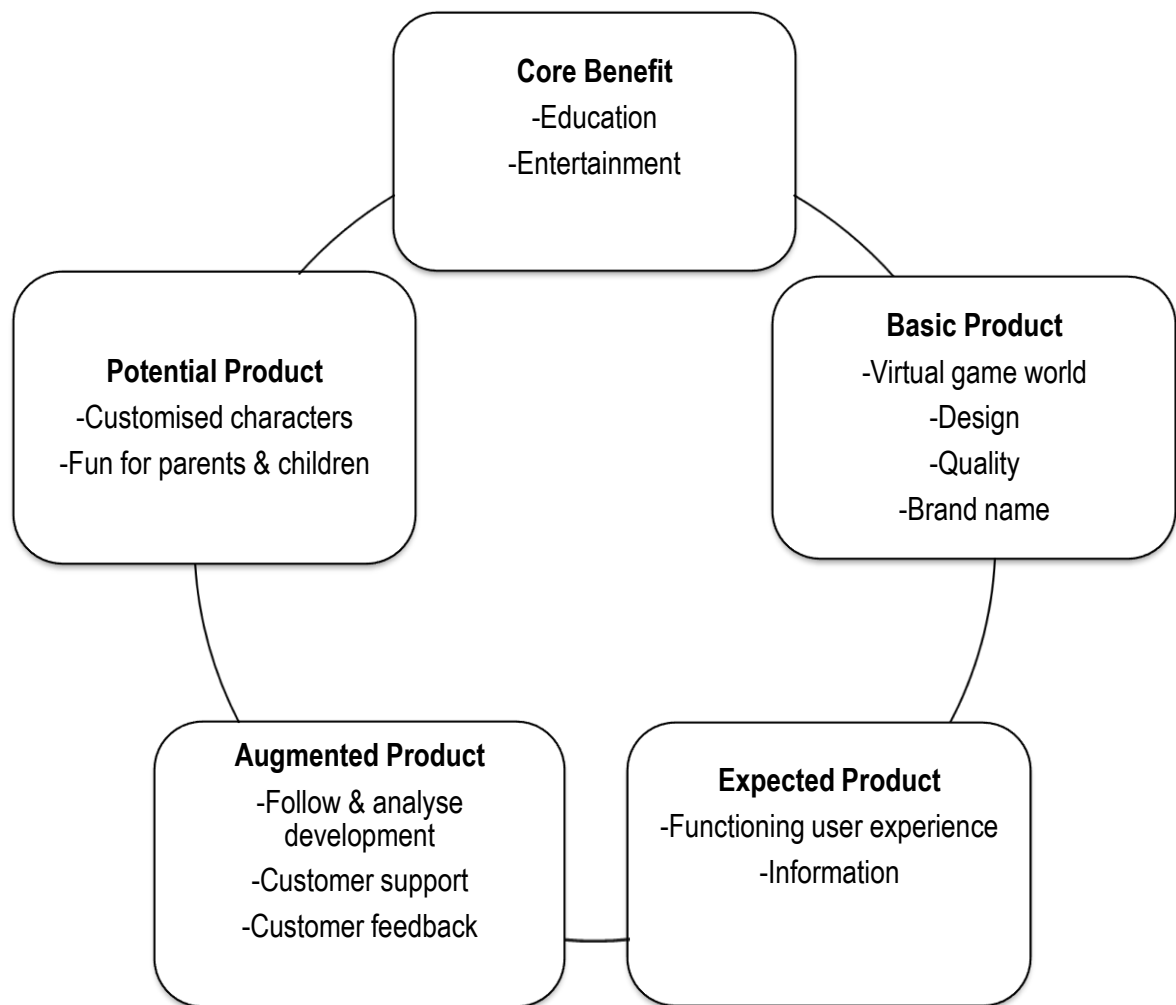 Core Benefit
-Education
-Entertainment
Basic Product
-Virtual game world
-Design
-Quality
-Brand name
Expected Product
-Functioning user experience
-Information
Augmented Product
-Follow & analyse
development
-Customer support
-Customer feedback
Potential Product
-Customised characters
-Fun for parents & children